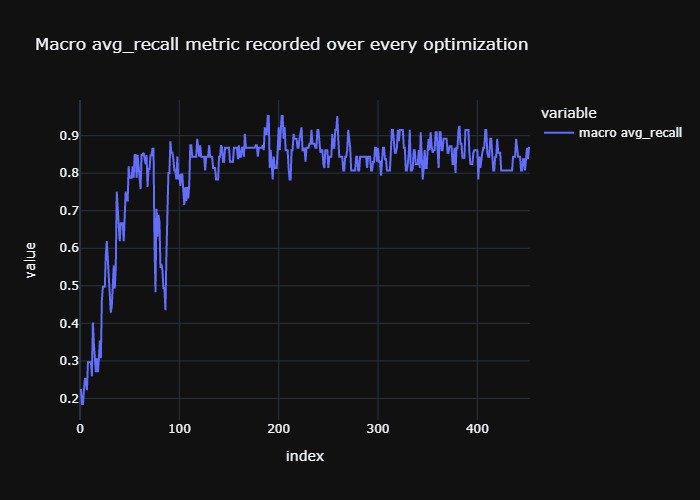 Macro avg_recall metric recorded over every optimization
variable
macro avg_recall
value
0.9
0.8
0.7
0.6
0.5
0.4
0.3
0.2
0 100 200 300 400
index